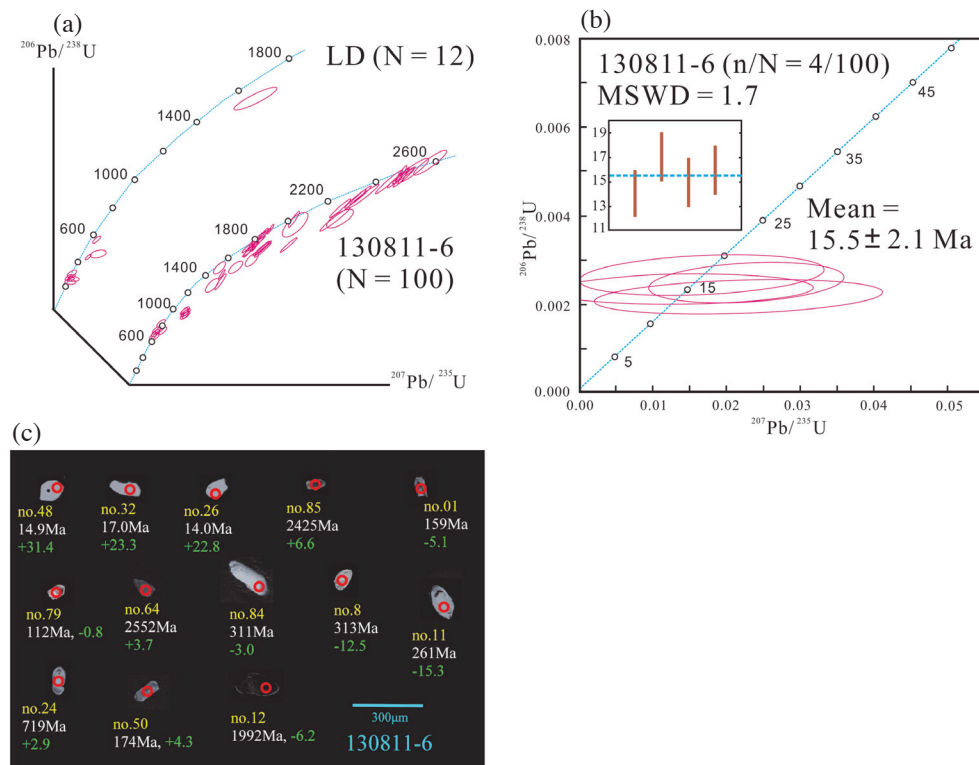 (a)
²⁰⁶Pb/²³⁸U
LD (N = 12)
1800
1400
1000
600
2600
2200
1800
1400
1000
600
130811-6
(N = 100)
²⁰⁷Pb/²³⁵U
(b)
0.008
0.006
0.004
0.002
0.000
²⁰⁶Pb/²³⁸U
130811-6 (n/N = 4/100)
MSWD = 1.7
19
17
15
13
11
45
35
25
15
5
Mean =
15.5 ± 2.1 Ma
0.00
0.01
0.02
0.03
0.04
0.05
²⁰⁷Pb/²³⁵U
(c)
no.48
14.9Ma
+31.4
no.32
17.0Ma
+23.3
no.26
14.0Ma
+22.8
no.85
2425Ma
+6.6
no.01
159Ma
-5.1
no.79
112Ma, -0.8
no.64
2552Ma
+3.7
no.84
311Ma
-3.0
no.8
313Ma
-12.5
no.11
261Ma
-15.3
no.24
719Ma
+2.9
no.50
174Ma, +4.3
no.12
1992Ma, -6.2
300μm
130811-6